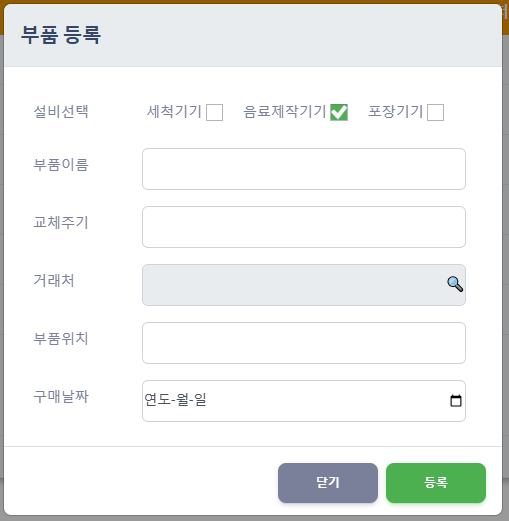 부품 등록
설비선택 세척기기 음료제작기기 포장기기
부품이름
교체주기
거래처
부품위치
구매날짜 연도-월-일
닫기 등록